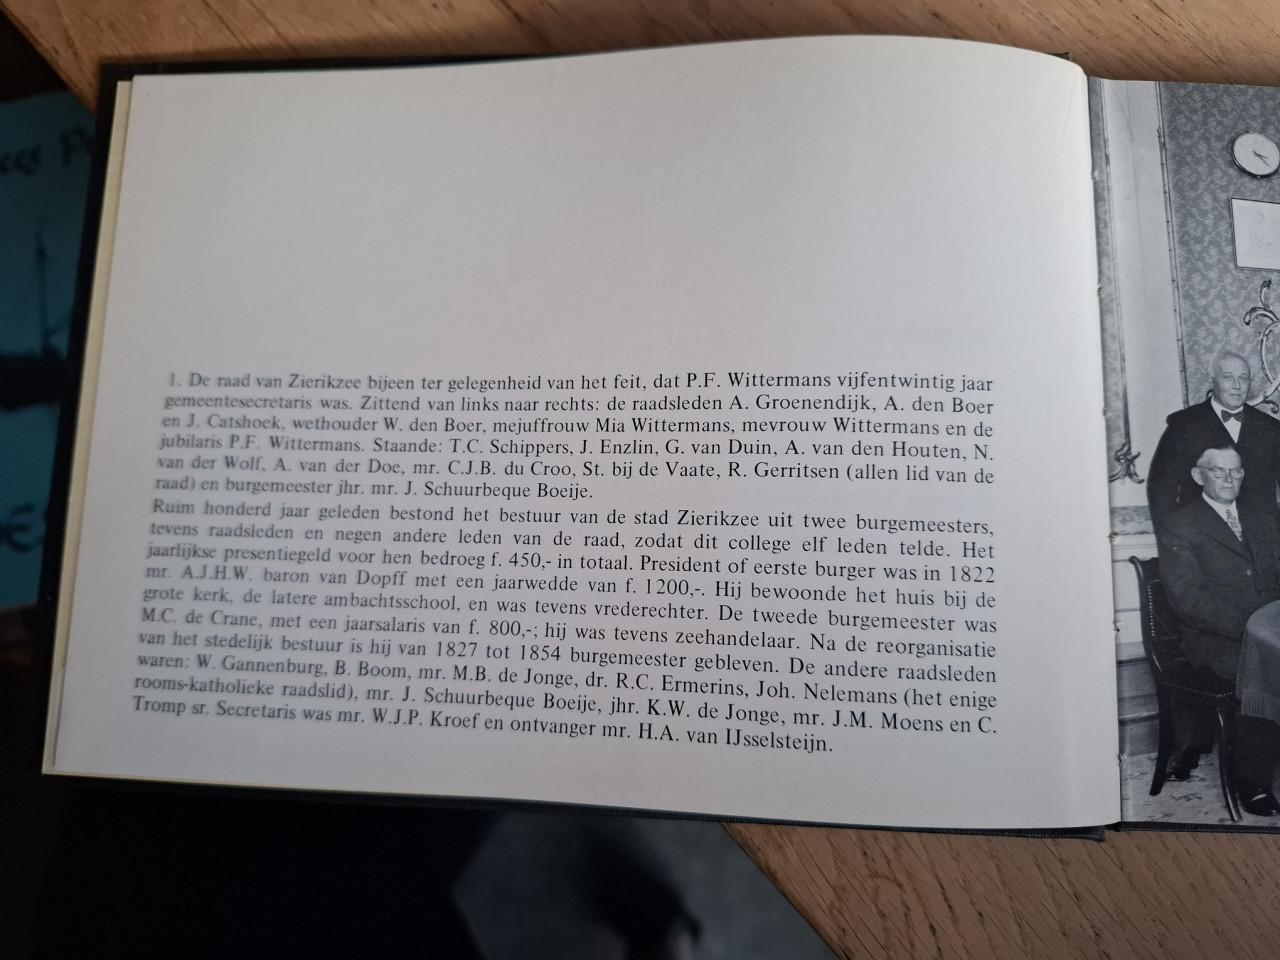 1. De raad van Zierikzee bijeen ter gelegenheid van het feit, dat P.F. Wittermans vijfentwintig jaar
gemeentesecretaris was. Zittend van links naar rechts: de raadsleden A. Groenendijk, A. den Boer
en J. Catshoek, wethouder W. den Boer, mejuffrouw Mia Wittermans, mevrouw Wittermans en de
jubilaris P.F. Wittermans. Staande: T.C. Schippers, J. Enzlin, G. van Duin, A. van den Houten, N.
van der Wolf, A. van der Doe, mr. C.J.B. du Croo, St. bij de Vaate, R. Gerritsen (allen lid van de
raad) en burgemeester jhr. mr. J. Schuurbeque Boeije.
Ruim honderd jaar geleden bestond het bestuur van de stad Zierikzee uit twee burgemeesters,
tevens raadsleden en negen andere leden van de raad, zodat dit college elf leden telde. Het
jaarlijkse presentiegeld voor hen bedroeg f. 450,- in totaal. President of eerste burger was in 1822
mr. A.J.H.W. baron van Dopff met een jaarwedde van f. 1200,-. Hij bewoonde het huis bij de
grote kerk, de latere ambachtsschool, en was tevens vrederechter. De tweede burgemeester was
M.C. de Crane, met een jaarsalaris van f. 800,-; hij was tevens zeehandelaar. Na de reorganisatie
van het stedelijk bestuur is hij van 1827 tot 1854 burgemeester gebleven. De andere raadsleden
waren: W. Gannenburg, B. Boom, mr. M.B. de Jonge, dr. R.C. Ermerins, Joh. Nelemans (het enige
rooms-katholieke raadslid), mr. J. Schuurbeque Boeije, jhr. K.W. de Jonge, mr. J.M. Moens en C.
Tromp sr. Secretaris was mr. W.J.P. Kroef en ontvanger mr. H.A. van IJsselsteijn.